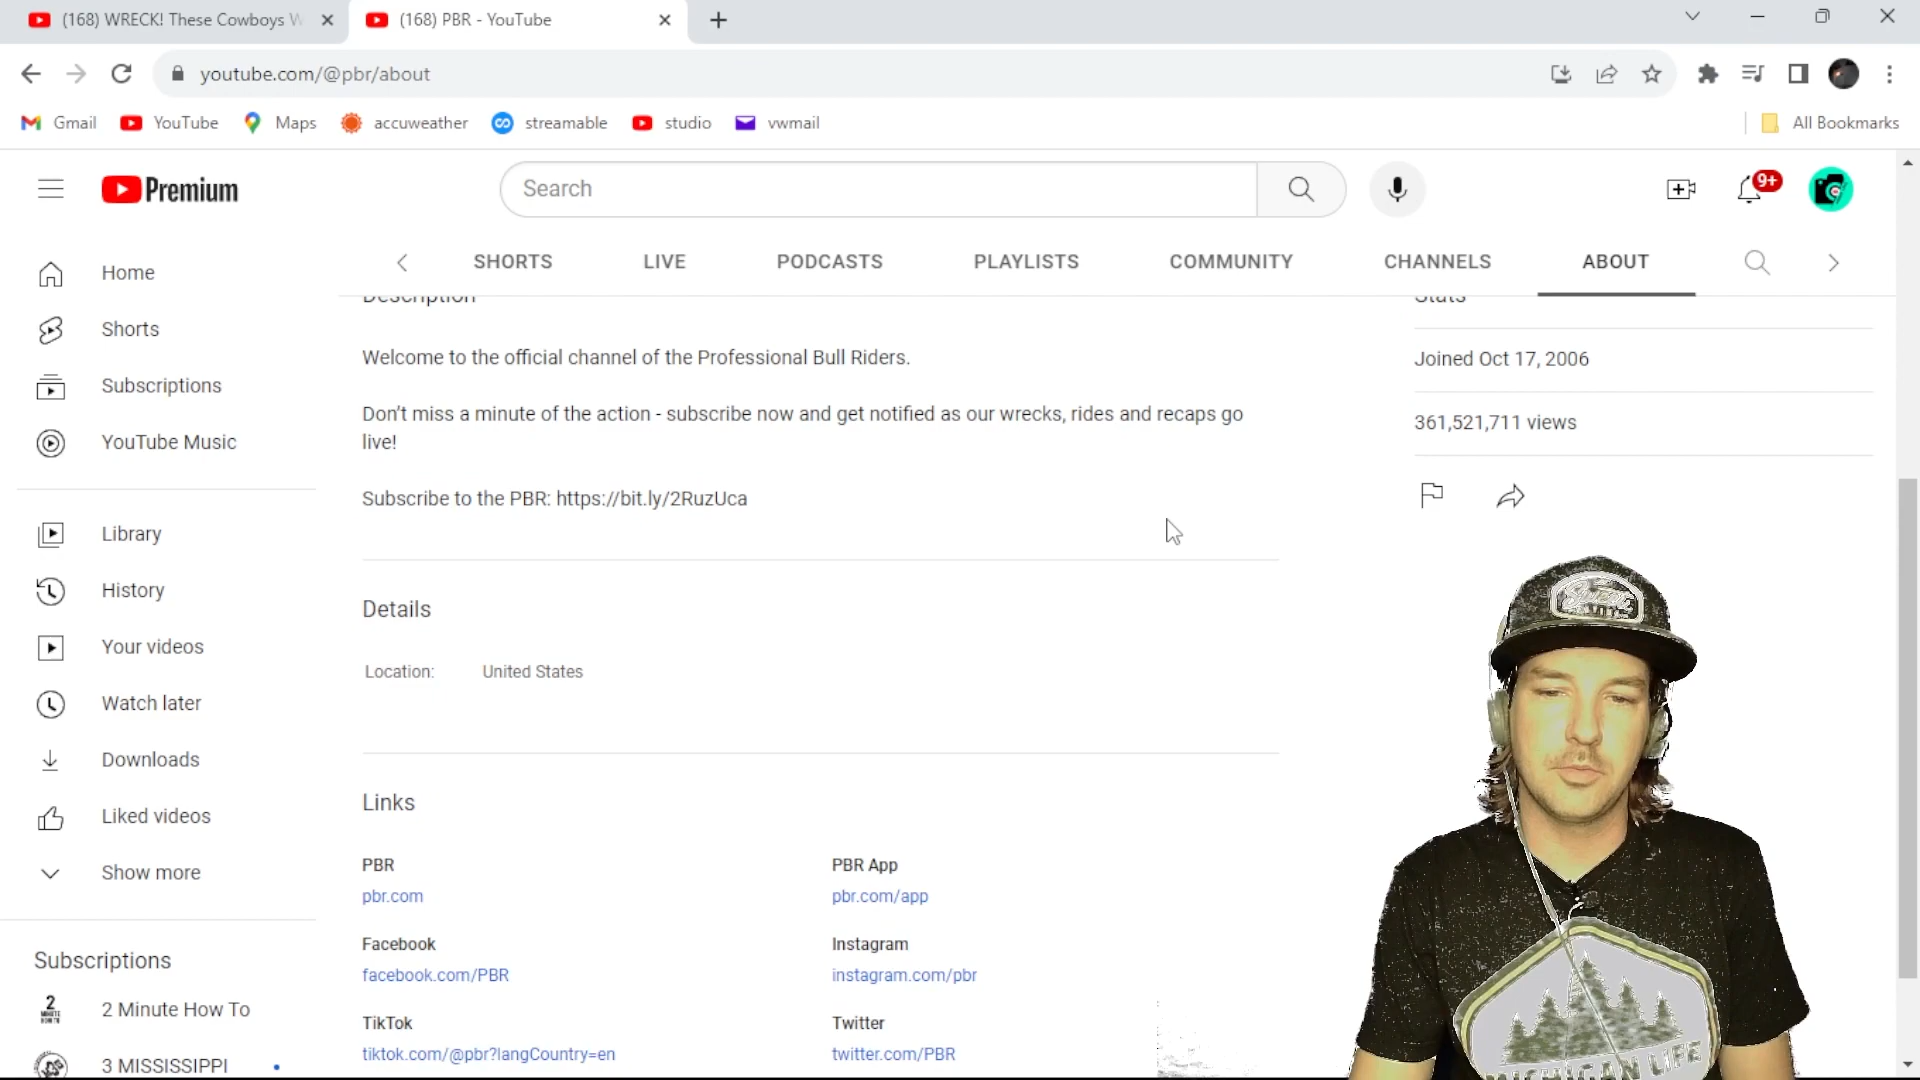 (168) WRECK! These Cowboys W
(168) PBR - YouTube
youtube.com/@pbr/about
Gmail
YouTube
Maps
accuweather
streamable
studio
vwmail
All Bookmarks
Premium
Search
9+
SHORTS
LIVE
PODCASTS
PLAYLISTS
COMMUNITY
CHANNELS
ABOUT
Home
Shorts
Subscriptions
YouTube Music
Library
History
Your videos
Watch later
Downloads
Liked videos
Show more
Subscriptions
2 Minute How To
3 MISSISSIPPI
Description
Welcome to the official channel of the Professional Bull Riders.
Don't miss a minute of the action - subscribe now and get notified as our wrecks, rides and recaps go
live!
Subscribe to the PBR: https://bit.ly/2RuzUca
Details
Location: United States
Links
PBR
pbr.com
PBR App
pbr.com/app
Facebook
facebook.com/PBR
Instagram
instagram.com/pbr
TikTok
tiktok.com/@pbr?langCountry=en
Twitter
twitter.com/PBR
Stats
Joined Oct 17, 2006
361,521,711 views
MICHIGAN LIFE